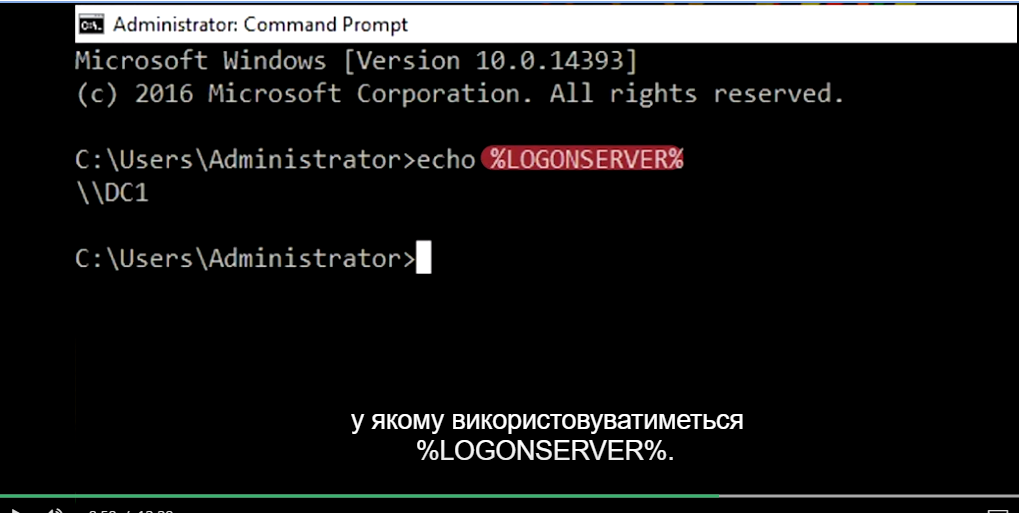 Administrator: Command Prompt
Microsoft Windows [Version 10.0.14393]
(c) 2016 Microsoft Corporation. All rights reserved.
C:\Users\Administrator>echo %LOGONSERVER%
\\DC1
C:\Users\Administrator>
у якому використовуватиметься
%LOGONSERVER%.